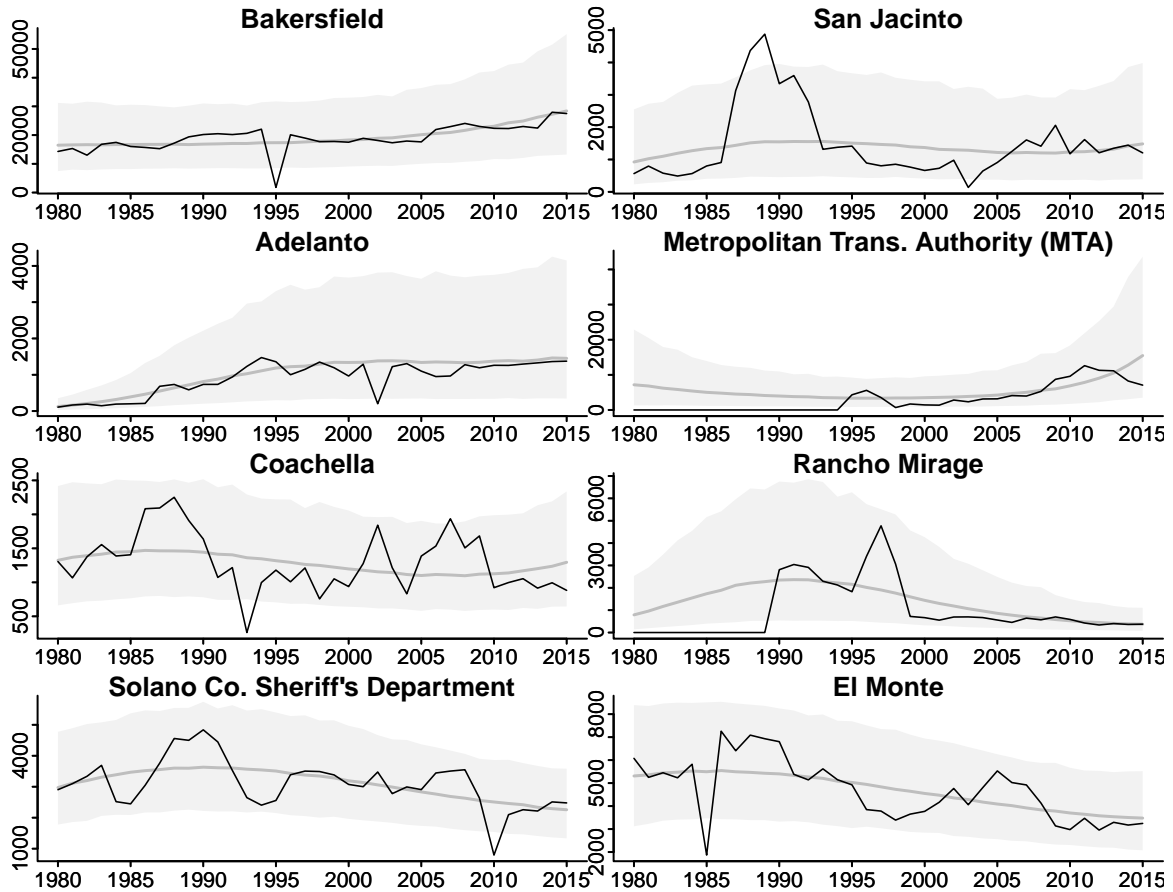 Bakersfield
0 20000 50000
1980 1985 1990 1995 2000 2005 2010 2015
San Jacinto
0 2000 5000
1980 1985 1990 1995 2000 2005 2010 2015
Adelanto
0 2000 4000
1980 1985 1990 1995 2000 2005 2010 2015
Metropolitan Trans. Authority (MTA)
0 20000
1980 1985 1990 1995 2000 2005 2010 2015
Coachella
500 1500 2500
1980 1985 1990 1995 2000 2005 2010 2015
Rancho Mirage
0 3000 6000
1980 1985 1990 1995 2000 2005 2010 2015
Solano Co. Sheriff's Department
1000 4000
1980 1985 1990 1995 2000 2005 2010 2015
El Monte
2000 5000 8000
1980 1985 1990 1995 2000 2005 2010 2015